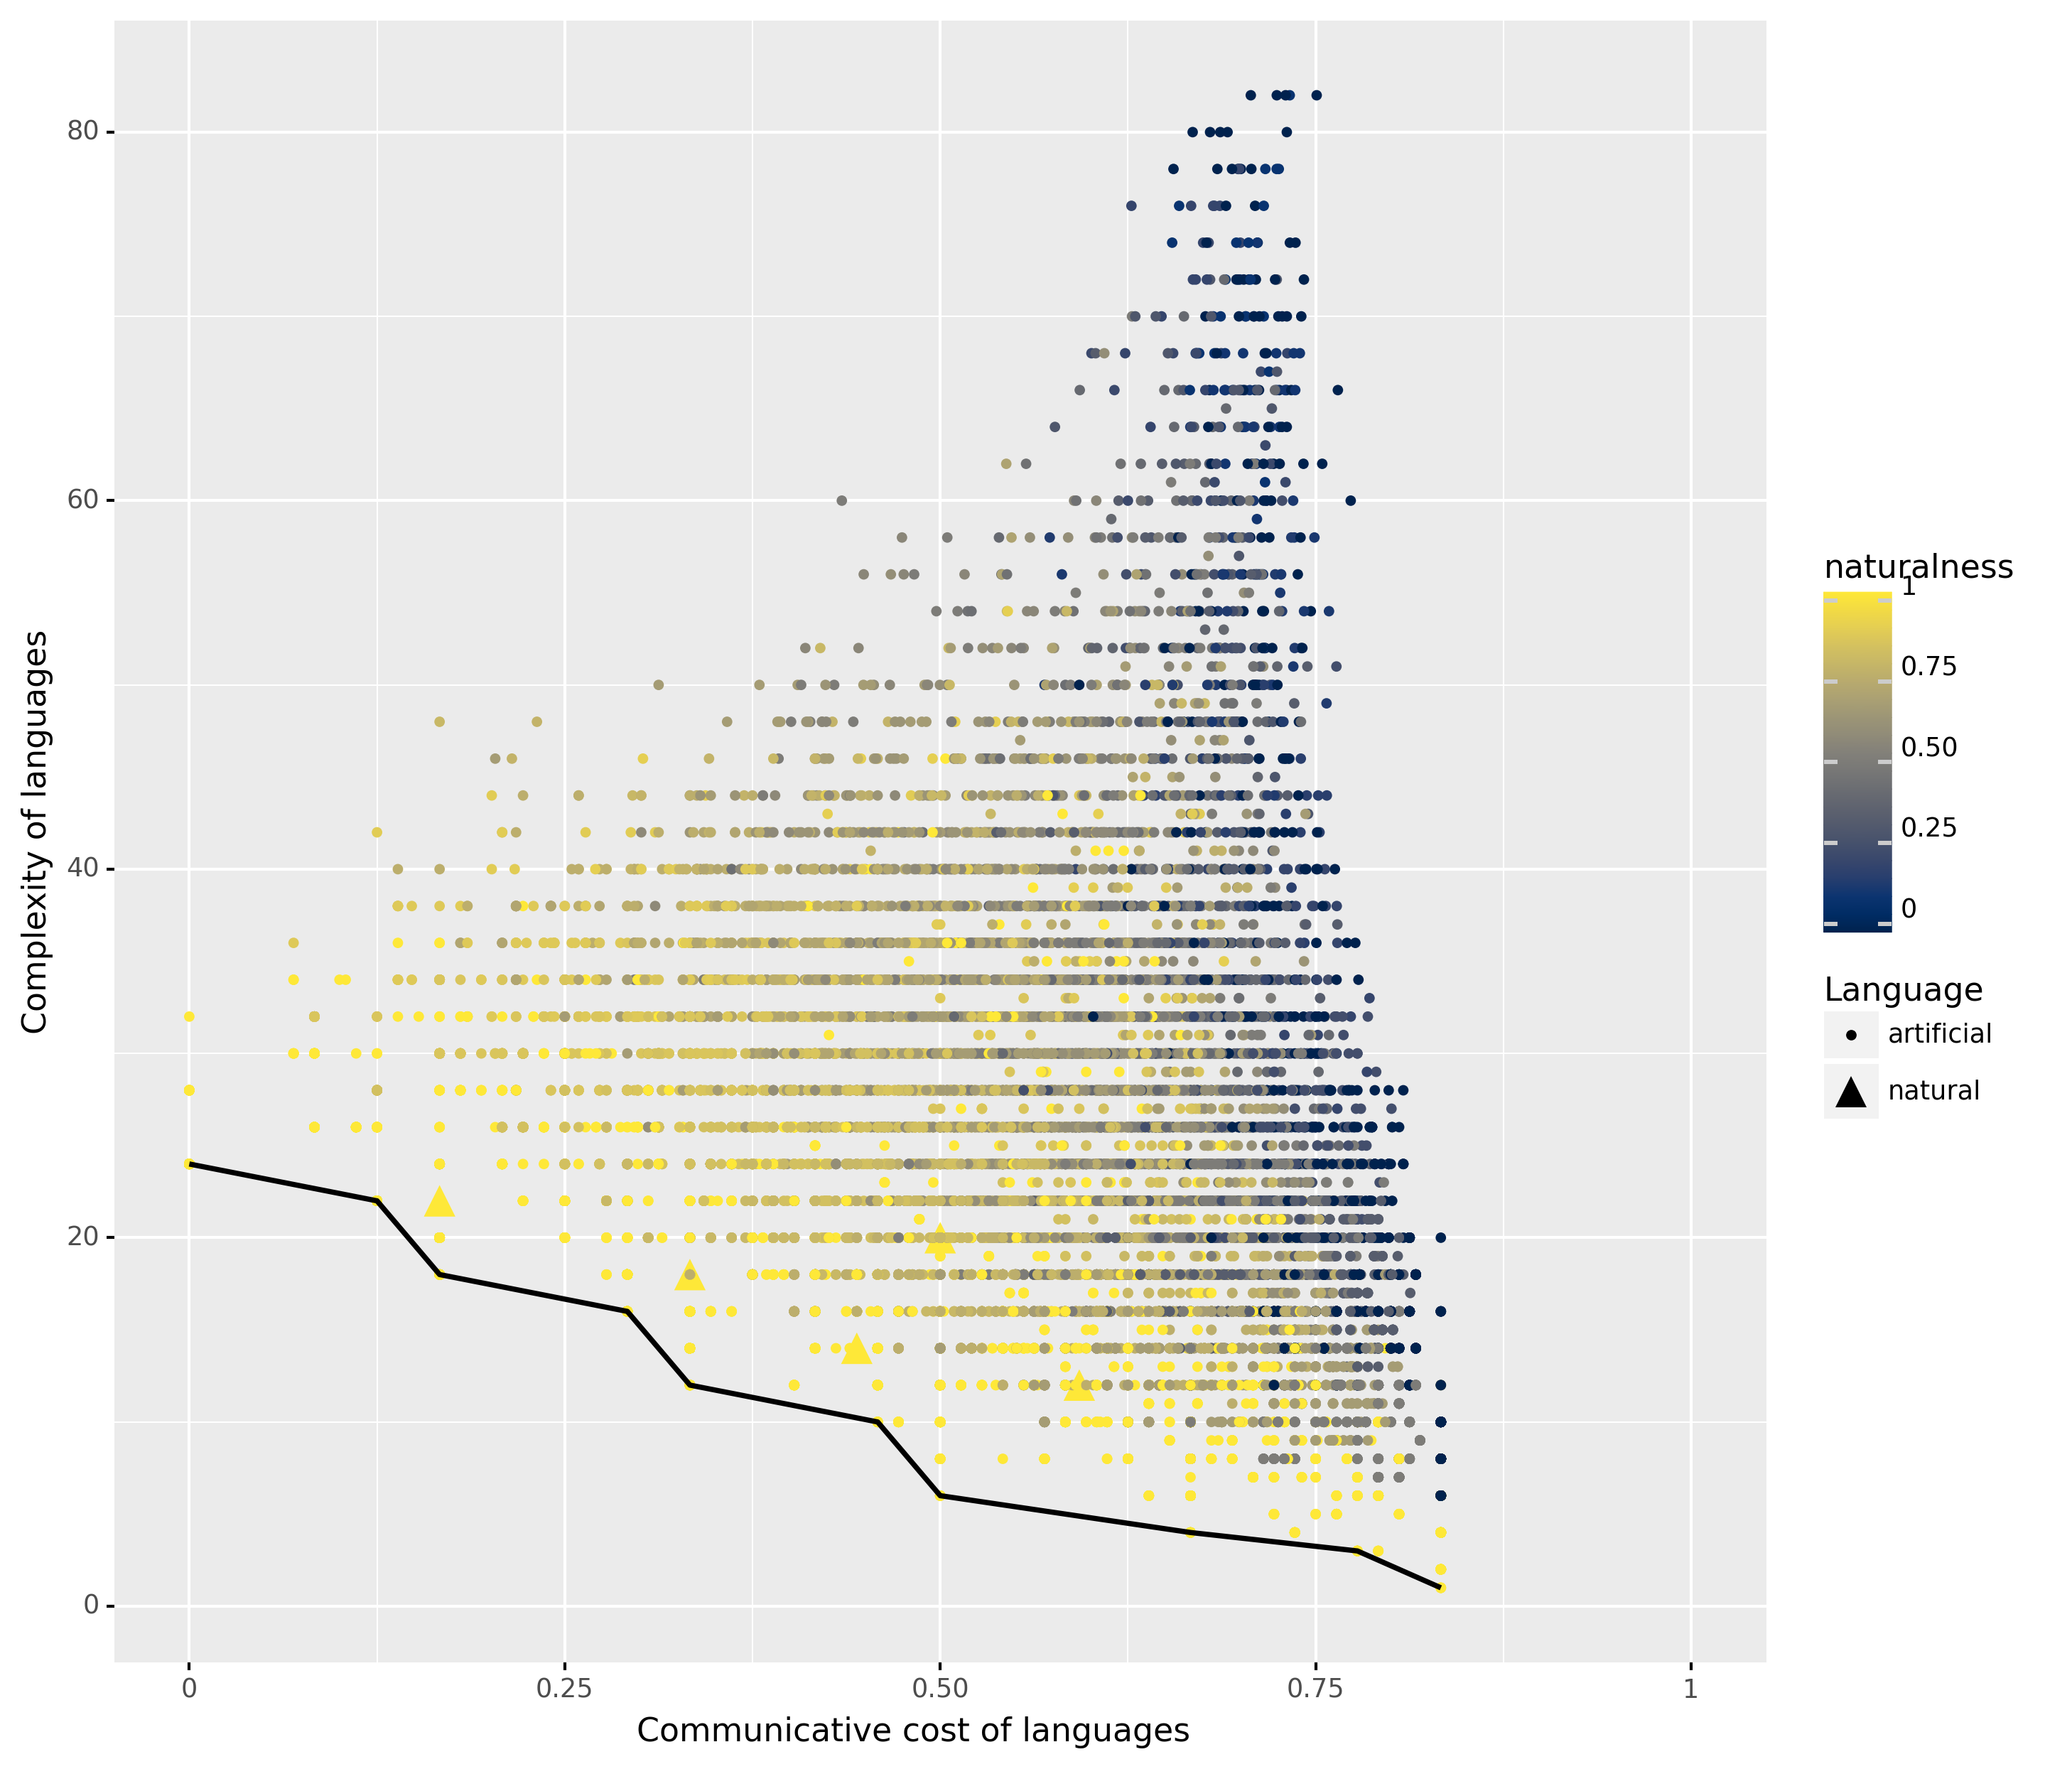 80
60
40
20
0
0
0.25
0.50
0.75
1
Communicative cost of languages
Complexity of languages
naturalness
1
0.75
0.50
0.25
0
Language
artificial
natural